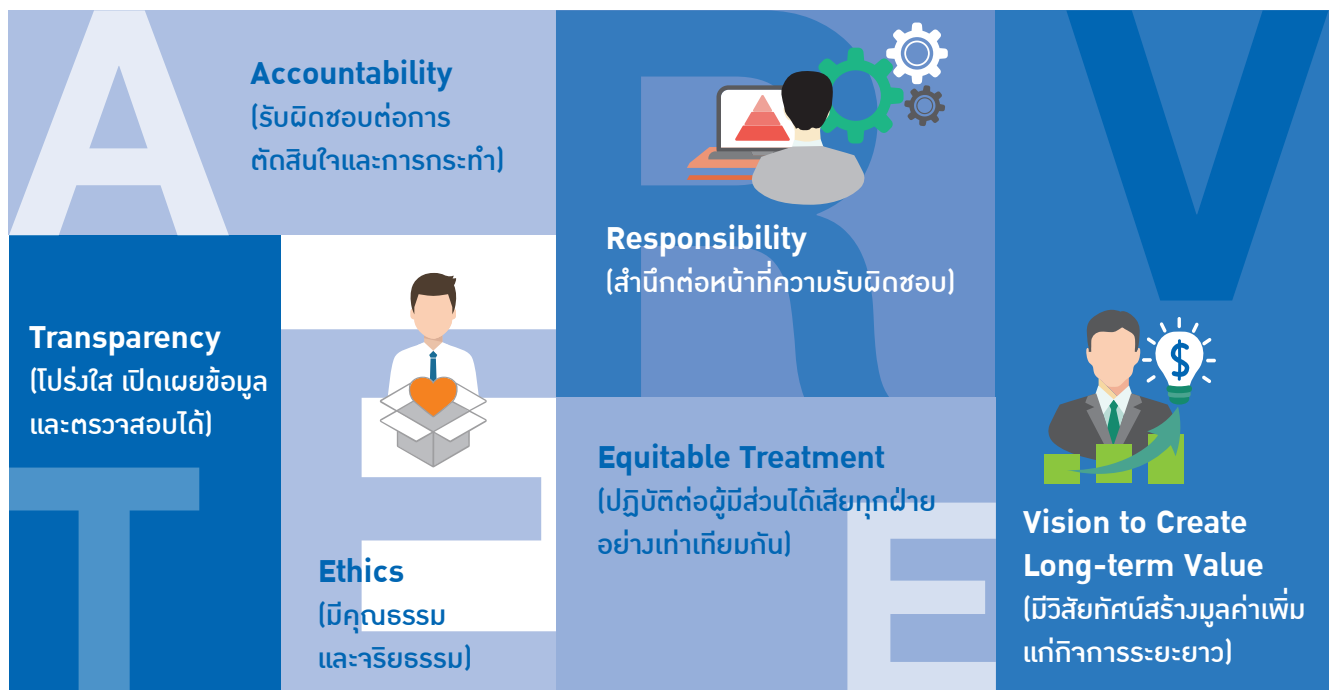 A
Accountability
(รับผิดชอบต่อการ
ตัดสินใจและการกระทำ)
R
Responsibility
(สำนึกต่อหน้าที่ความรับผิดชอบ)
V
$
Vision to Create
Long-term Value
(มีวิสัยทัศน์สร้างมูลค่าเพิ่ม
แก่กิจการระยะยาว)
T
Transparency
(โปร่งใส เปิดเผยข้อมูล
และตรวจสอบได้)
E
Ethics
(มีคุณธรรม
และจริยธรรม)
E
Equitable Treatment
(ปฏิบัติต่อผู้มีส่วนได้เสียทุกฝ่าย
อย่างเท่าเทียมกัน)